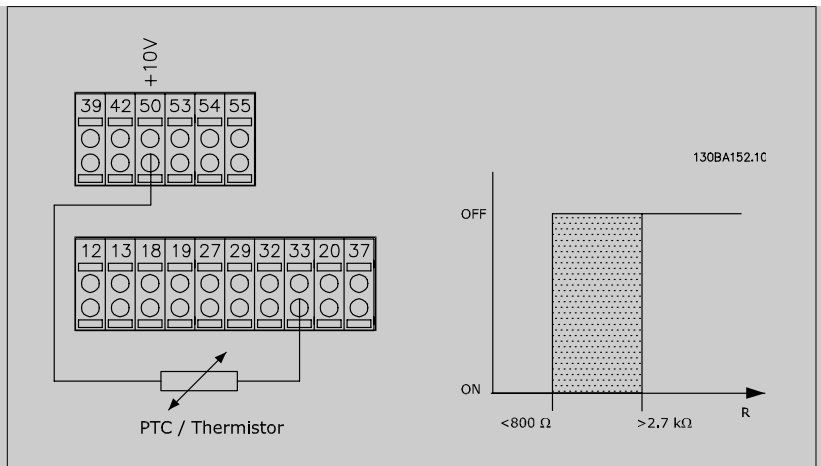 +10V
39 42 50 53 54 55
130BA152.10
OFF
12 13 18 19 27 29 32 33 20 37
ON
R
<800 Ω >2.7 kΩ
PTC / Thermistor